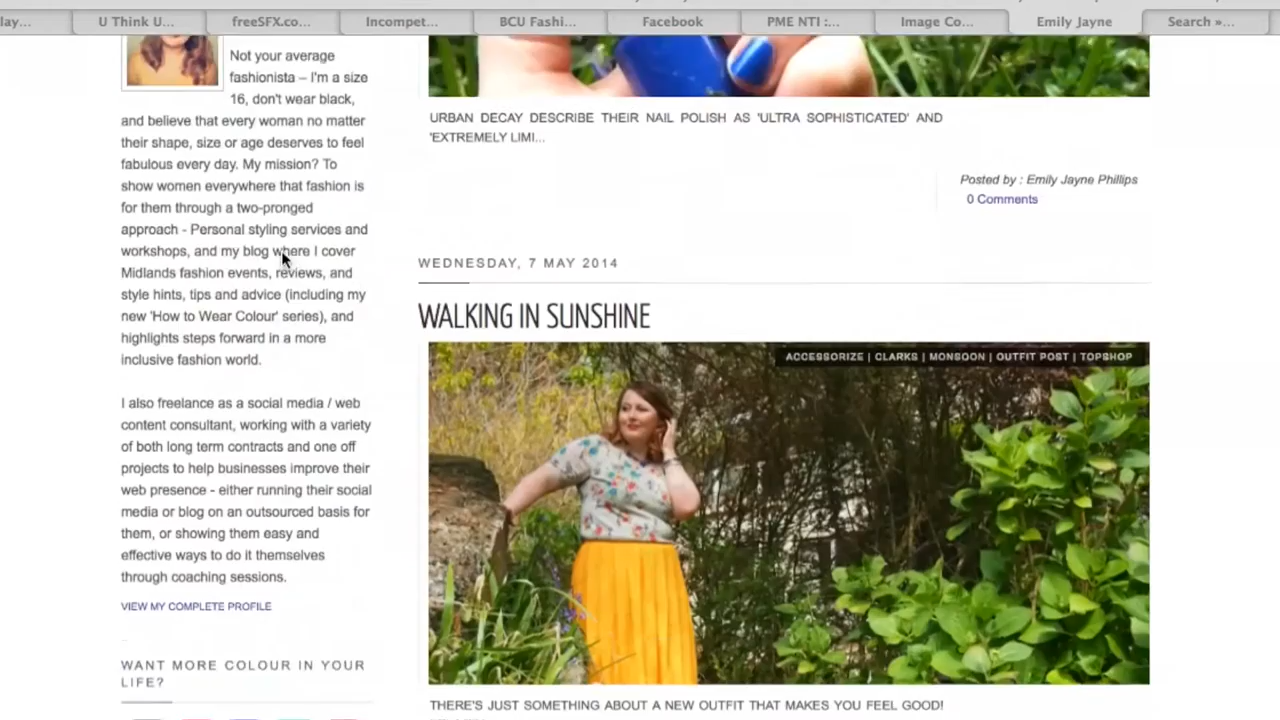 lay...
U Think U...
freeSFX.co...
Incompet...
BCU Fashi...
Facebook
PME NTI :...
Image Co...
Emily Jayne
Search »...
Not your average
fashionista – I'm a size
16, don't wear black,
and believe that every woman no matter
their shape, size or age deserves to feel
fabulous every day. My mission? To
show women everywhere that fashion is
for them through a two-pronged
approach - Personal styling services and
workshops, and my blog where I cover
Midlands fashion events, reviews, and
style hints, tips and advice (including my
new 'How to Wear Colour' series), and
highlights steps forward in a more
inclusive fashion world.
I also freelance as a social media / web
content consultant, working with a variety
of both long term contracts and one off
projects to help businesses improve their
web presence - either running their social
media or blog on an outsourced basis for
them, or showing them easy and
effective ways to do it themselves
through coaching sessions.
VIEW MY COMPLETE PROFILE
WANT MORE COLOUR IN YOUR
LIFE?
URBAN DECAY DESCRIBE THEIR NAIL POLISH AS 'ULTRA SOPHISTICATED' AND
'EXTREMELY LIMI...
Posted by : Emily Jayne Phillips
0 Comments
WEDNESDAY, 7 MAY 2014
WALKING IN SUNSHINE
ACCESSORIZE | CLARKS | MONSOON | OUTFIT POST | TOPSHOP
THERE'S JUST SOMETHING ABOUT A NEW OUTFIT THAT MAKES YOU FEEL GOOD!